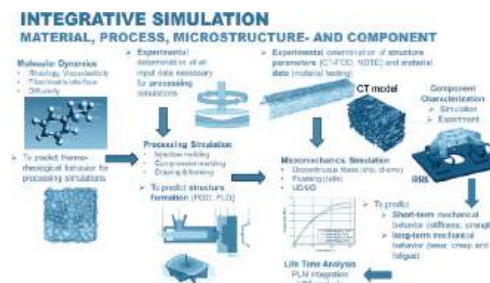 INTEGRATIVE SIMULATION
MATERIAL, PROCESS, MICROSTRUCTURE- AND COMPONENT
Molecular Dynamics
Rheology, Viscoelasticity
Diffusivity
To predict thermo-
rheological behavior for
processing simulations
Experimental
determination of all
input data necessary
for processing
simulations
Processing Simulation
Injection molding
Compression molding
Draping & forming
To predict structure
formation (FOD, FLD)
Experimental determination of structure
parameters (CT-FOD, NDTE) and material
data (material testing)
CT model
Micromechanics Simulation
Discontinuous fibers
UD/MD
Component
Characterization
Simulation
Experiment
To predict
Short-term mechanical
behavior (stiffness, strength)
long-term mechanical
behavior (wear, creep and
fatigue)
Life Time Analysis
PLM integration